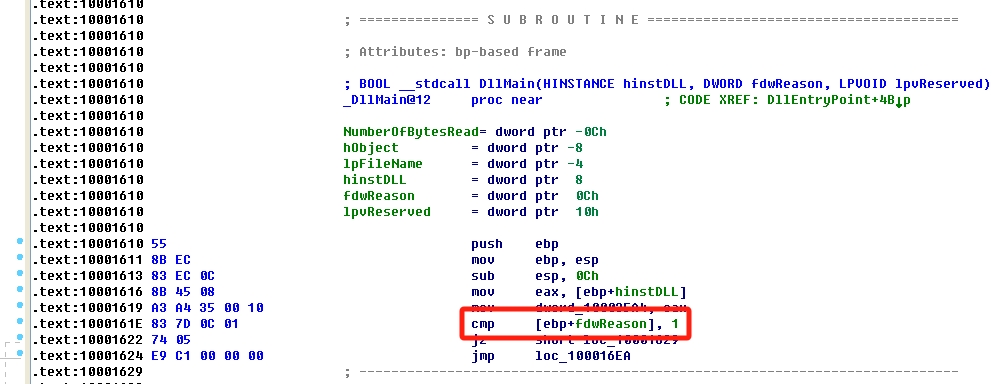 .text:10001610
.text:10001610 ; =============== S U B R O U T I N E =======================================
.text:10001610
.text:10001610 ; Attributes: bp-based frame
.text:10001610
.text:10001610 ; BOOL __stdcall DllMain(HINSTANCE hinstDLL, DWORD fdwReason, LPVOID lpvReserved)
.text:10001610 _DllMain@12 proc near ; CODE XREF: DllEntryPoint+4B↓p
.text:10001610
.text:10001610 NumberOfBytesRead= dword ptr -0Ch
.text:10001610 hObject = dword ptr -8
.text:10001610 lpFileName = dword ptr -4
.text:10001610 hinstDLL = dword ptr 8
.text:10001610 fdwReason = dword ptr 0Ch
.text:10001610 lpvReserved = dword ptr 10h
.text:10001610
.text:10001610 55 push ebp
.text:10001611 8B EC mov ebp, esp
.text:10001613 83 EC 0C sub esp, 0Ch
.text:10001616 8B 45 08 mov eax, [ebp+hinstDLL]
.text:10001619 A3 A4 35 00 10 mov dword_100035A4, eax
.text:1000161E 83 7D 0C 01 cmp [ebp+fdwReason], 1
.text:10001622 74 05 jz short loc_10001629
.text:10001624 E9 C1 00 00 00 jmp loc_100016EA
.text:10001629 ; ---------------------------------------------------------------------------